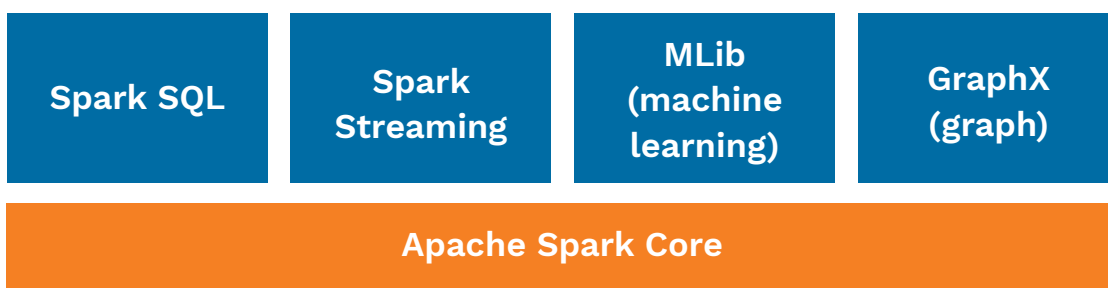 Spark SQL
Spark
Streaming
MLib
(machine
learning)
GraphX
(graph)
Apache Spark Core